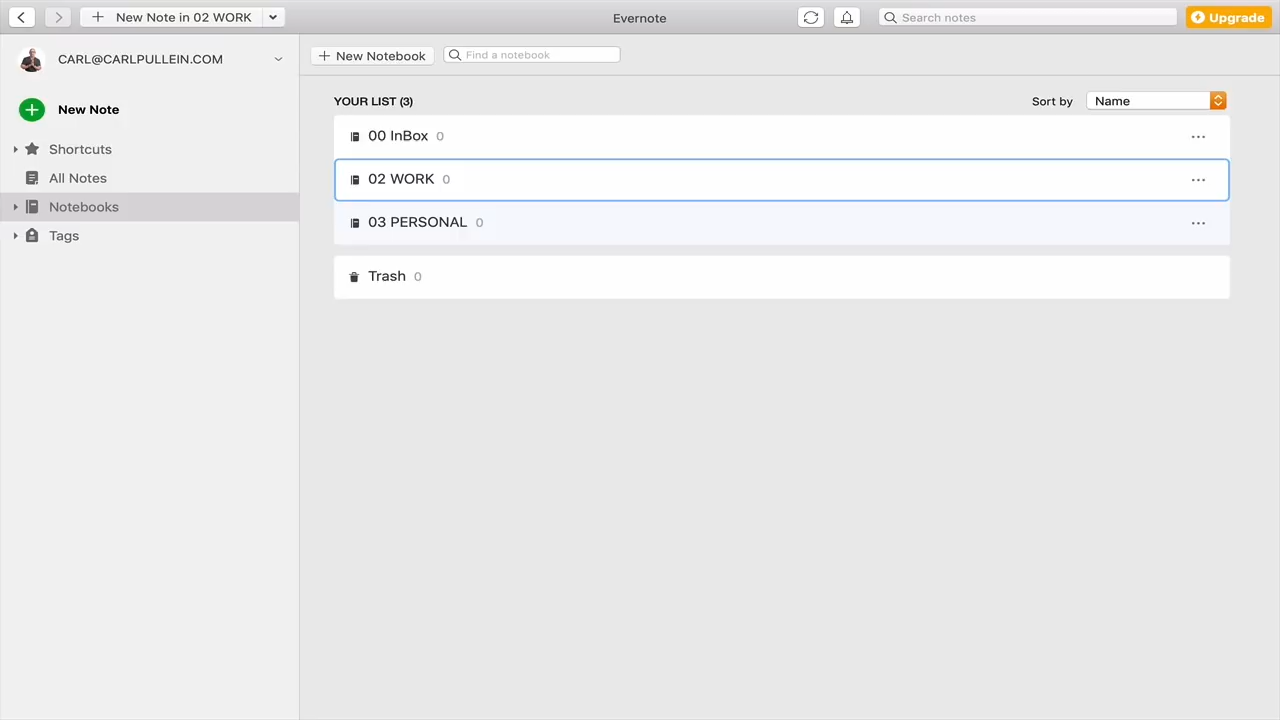 New Note in 02 WORK
Evernote
Search notes
Upgrade
CARL@CARLPULLEIN.COM
New Note
Shortcuts
All Notes
Notebooks
Tags
New Notebook
Find a notebook
YOUR LIST (3)
Sort by
Name
00 InBox 0
02 WORK 0
03 PERSONAL 0
Trash 0